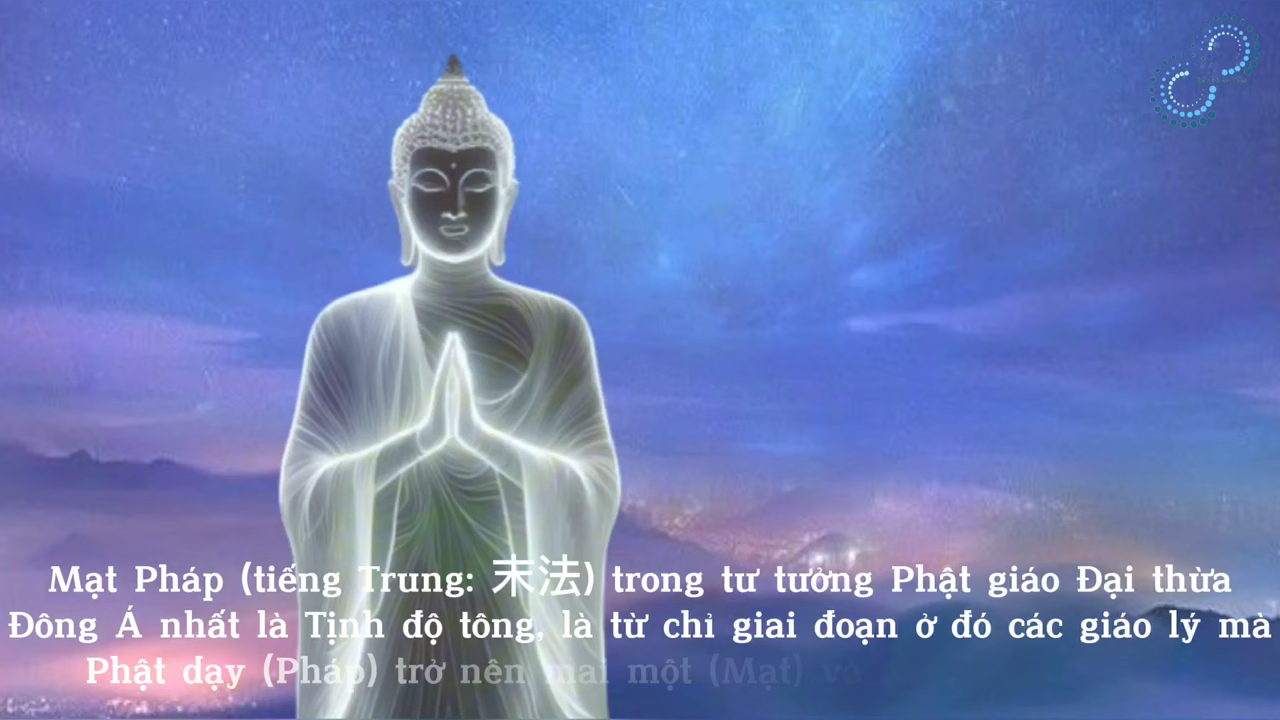 Mạt Pháp (tiếng Trung: 末法) trong tư tưởng Phật giáo Đại thừa
Đông Á nhất là Tịnh độ tông, là từ chỉ giai đoạn ở đó các giáo lý mà
Phật dạy (Pháp) trở nên mai một (Mạt) và